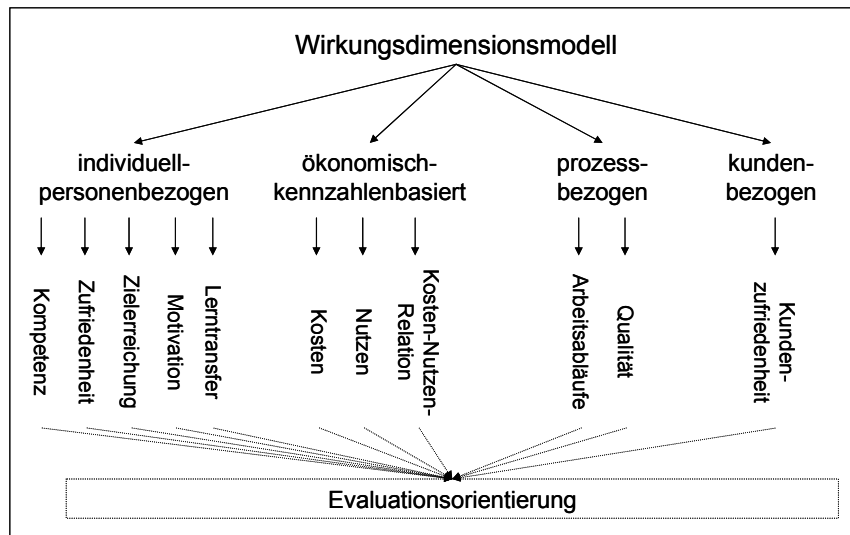 Wirkungsdimensionsmodell
individuell-
personenbezogen
ökonomisch-
kennzahlenbasiert
prozess-
bezogen
kunden-
bezogen
Kompetenz
Zufriedenheit
Zielerreichung
Motivation
Lerntransfer
Kosten
Nutzen
Kosten-Nutzen-
Relation
Arbeitsabläufe
Qualität
Kunden-
zufriedenheit
Evaluationsorientierung